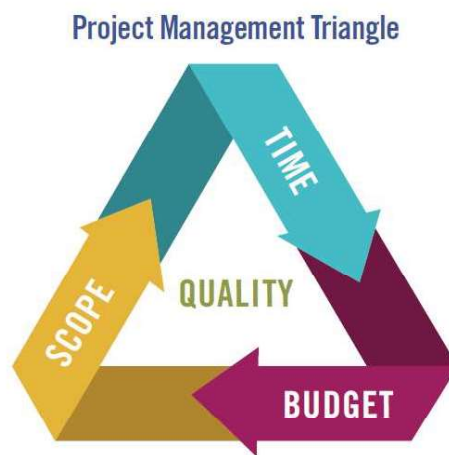 Project Management Triangle
TIME
QUALITY
SCOPE
BUDGET